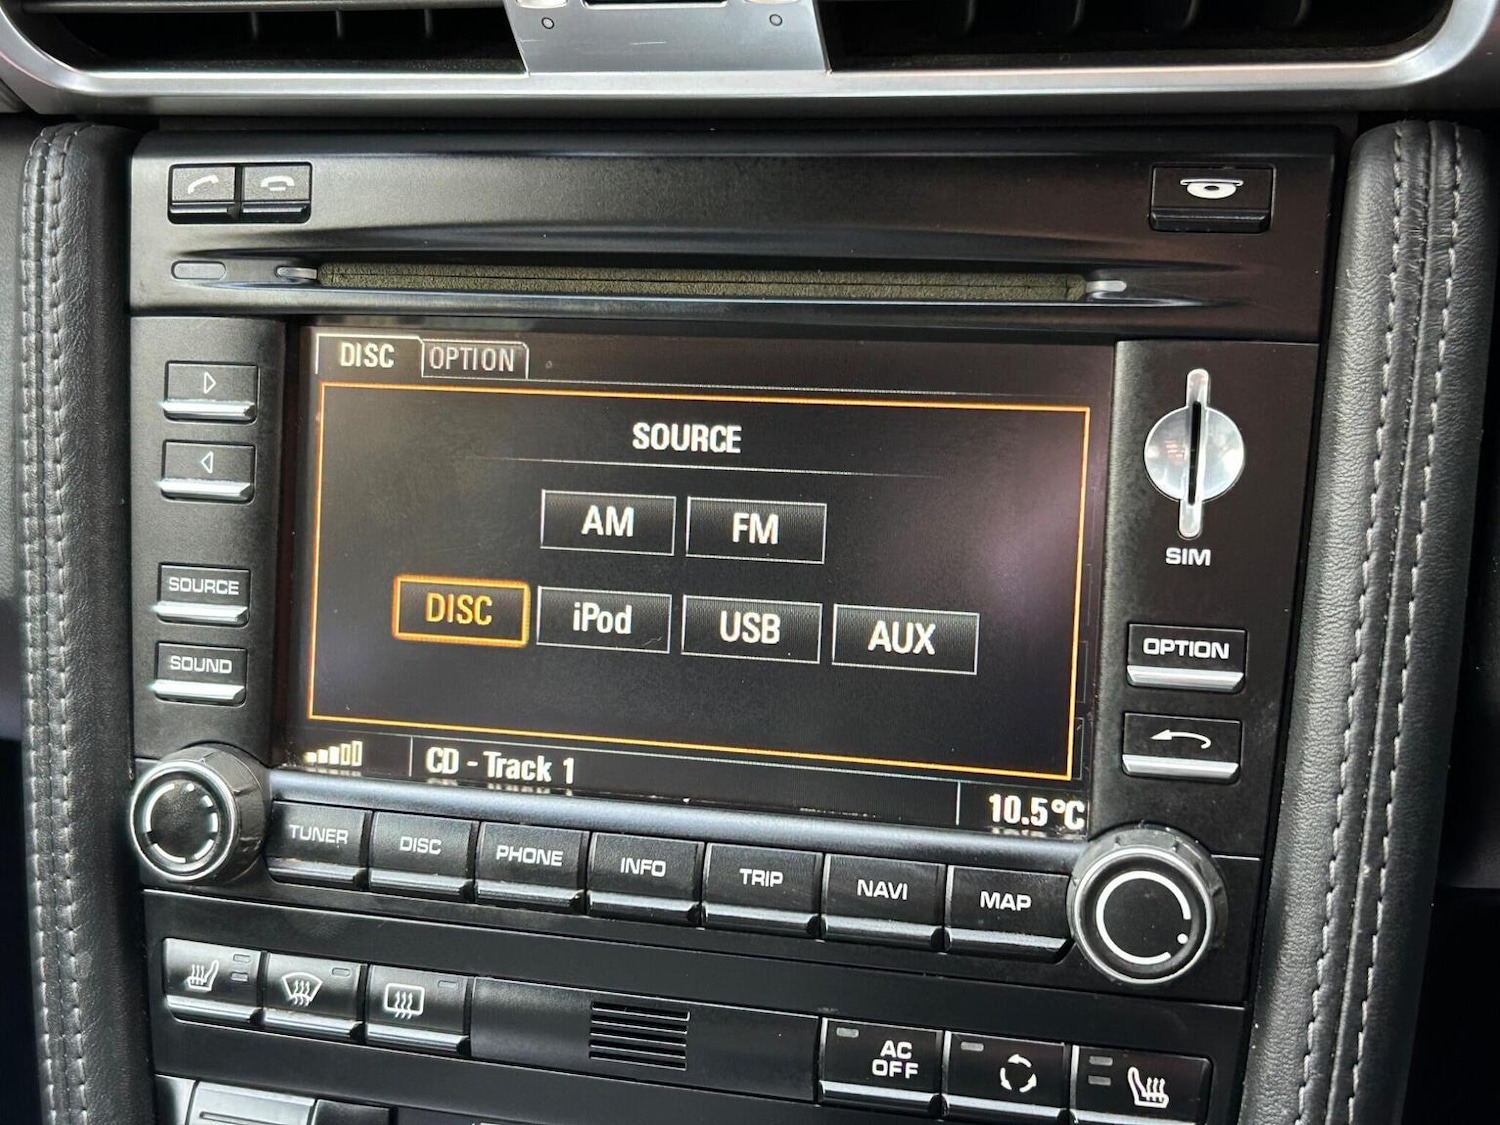 DISC OPTION
SOURCE
AM FM
DISC iPod USB AUX
CD - Track 1
10.5°C
SOURCE
SOUND
SIM
OPTION
TUNER DISC PHONE INFO TRIP NAVI MAP
AC
OFF